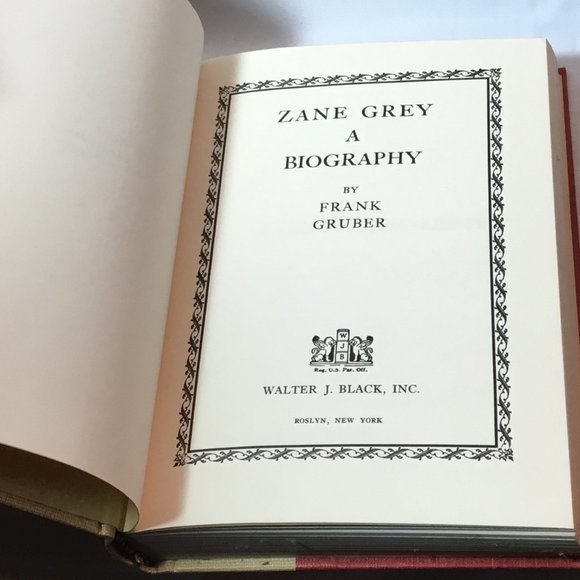 ZANE GREY
A
BIOGRAPHY
BY
FRANK
GRUBER
W
J
B
Reg. U.S. Pat. Off.
WALTER J. BLACK, INC.
ROSLYN, NEW YORK